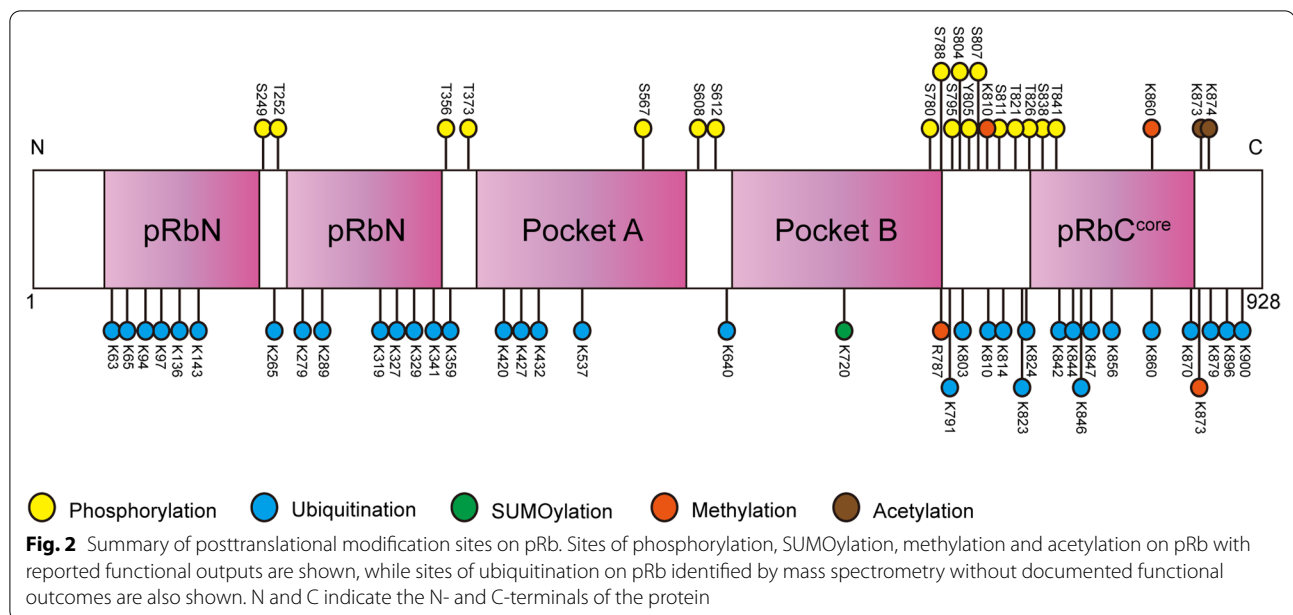 S788
S804
S807
S249
T252
T356
T373
S567
S608
S612
S780
S795
Y805
K810
S811
T821
T826
S838
T841
K860
K873
K874
N
C
pRbN
pRbN
Pocket A
Pocket B
pRbC^core
1
928
K63
K65
K94
K97
K136
K143
K265
K279
K289
K319
K327
K329
K341
K359
K420
K427
K432
K537
K640
K720
R787
K803
K810
K814
K824
K842
K844
K847
K856
K860
K870
K879
K896
K900
K791
K823
K846
K873
Phosphorylation
Ubiquitination
SUMOylation
Methylation
Acetylation
Fig. 2 Summary of posttranslational modification sites on pRb. Sites of phosphorylation, SUMOylation, methylation and acetylation on pRb with
reported functional outputs are shown, while sites of ubiquitination on pRb identified by mass spectrometry without documented functional
outcomes are also shown. N and C indicate the N- and C-terminals of the protein